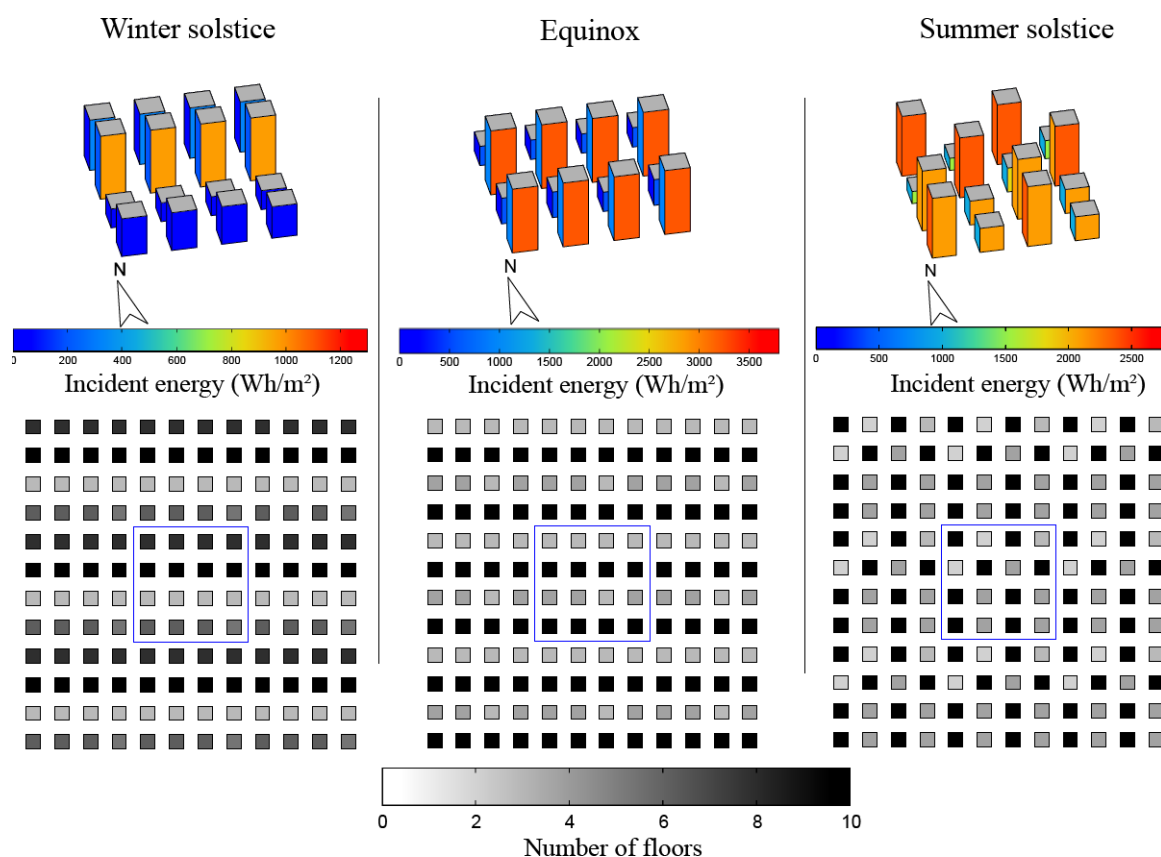 Winter solstice
Equinox
Summer solstice
N
N
N
0 200 400 600 800 1000 1200
0 500 1000 1500 2000 2500 3000 3500
0 500 1000 1500 2000 2500
Incident energy (Wh/m²)
Incident energy (Wh/m²)
Incident energy (Wh/m²)
0 2 4 6 8 10
Number of floors